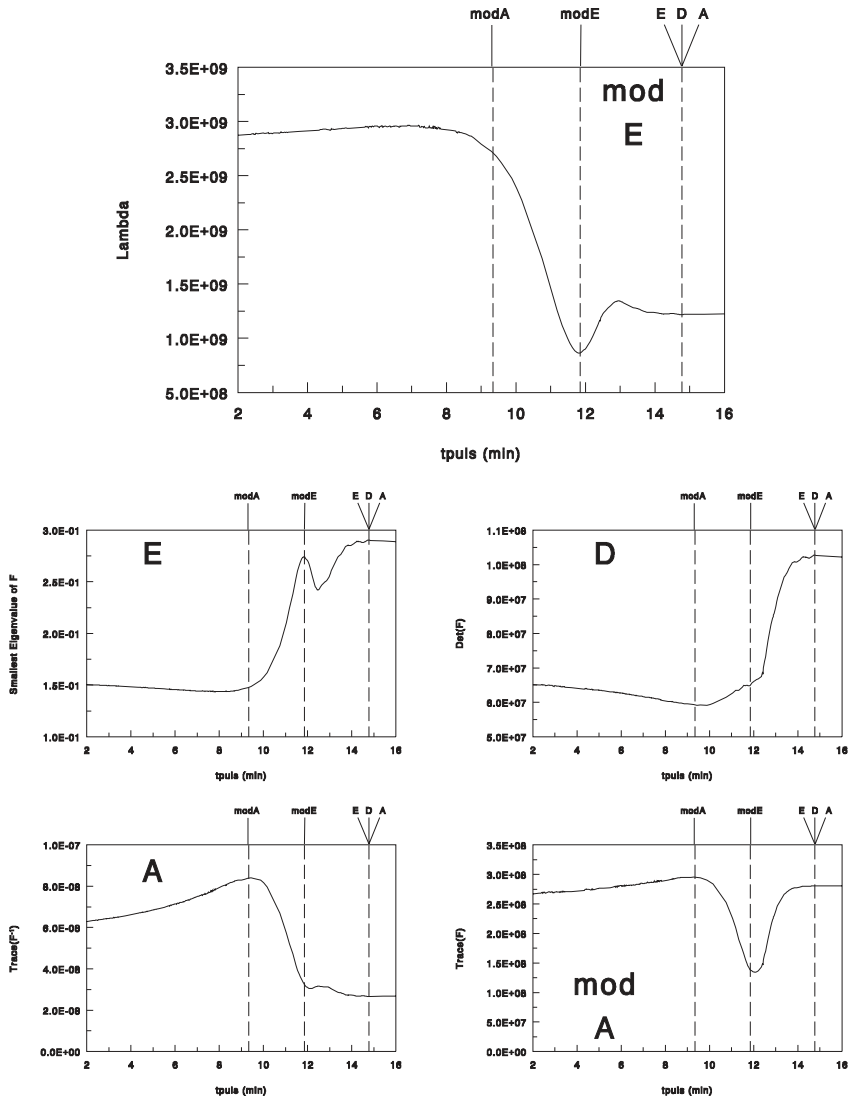 modA modE E D A
3.5E+09
3.0E+09
2.5E+09
2.0E+09
1.5E+09
1.0E+09
5.0E+08
Lambda
mod
E
2 4 6 8 10 12 14 16
tpuls (min)
modA modE E D A
3.0E-01
2.5E-01
2.0E-01
1.5E-01
1.0E-01
Smallest Eigenvalue of F
E
2 4 6 8 10 12 14 16
tpuls (min)
modA modE E D A
1.1E+08
1.0E+08
9.0E+07
8.0E+07
7.0E+07
6.0E+07
5.0E+07
Det(F)
D
2 4 6 8 10 12 14 16
tpuls (min)
modA modE E D A
1.0E-07
8.0E-08
6.0E-08
4.0E-08
2.0E-08
0.0E+00
Trace(F⁻¹)
A
2 4 6 8 10 12 14 16
tpuls (min)
modA modE E D A
3.5E+08
3.0E+08
2.5E+08
2.0E+08
1.5E+08
1.0E+08
5.0E+07
0.0E+00
Trace(F)
mod
A
2 4 6 8 10 12 14 16
tpuls (min)